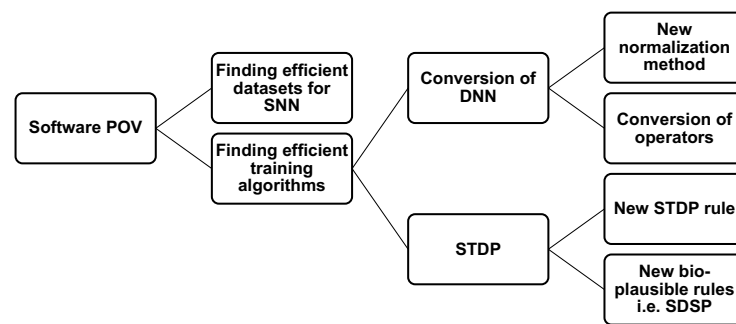 Software POV
Finding efficient
datasets for
SNN
Finding efficient
training
algorithms
Conversion of
DNN
STDP
New
normalization
method
Conversion of
operators
New STDP rule
New bio-
plausible rules
i.e. SDSP